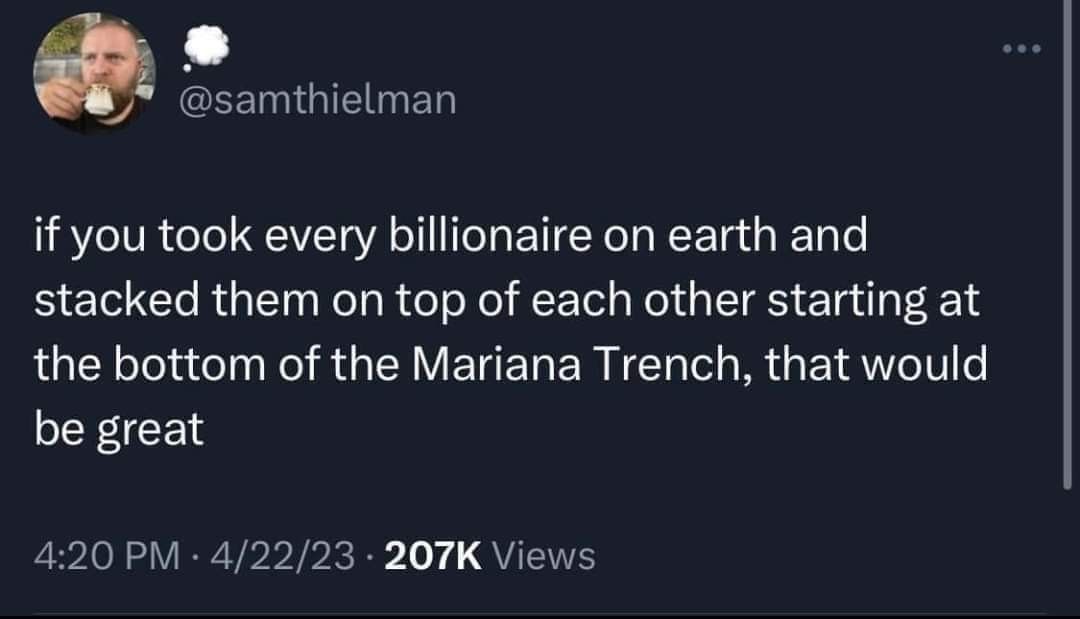 @samthielman
if you took every billionaire on earth and
stacked them on top of each other starting at
the bottom of the Mariana Trench, that would
be great
4:20 PM · 4/22/23 · 207K Views